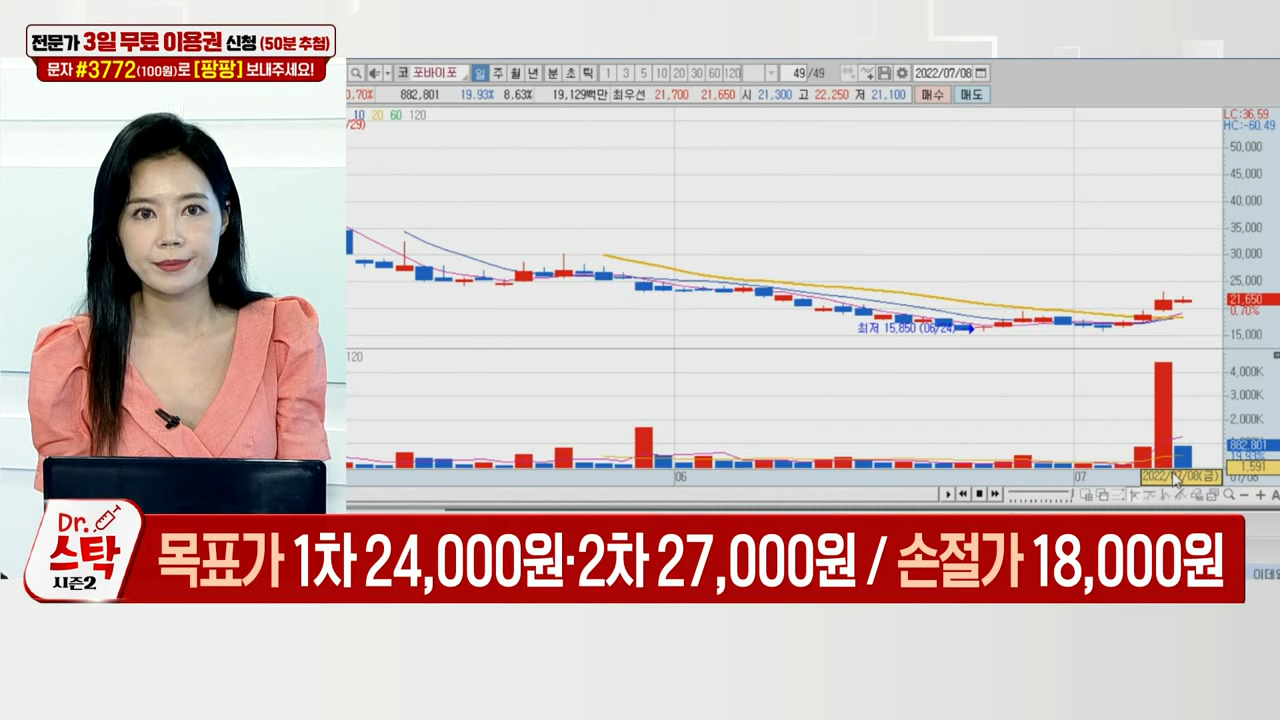 전문가 3일 무료 이용권 신청 (50분 추첨)
문자 #3772(100원)로 [팡팡] 보내주세요!
코 포바이포 일 주 월 년 분 초 틱 1 3 5 10 20 30 60 120 49 /49 2022/07/08
0.70% 882,801 19.93% 8.63% 19,129백만 최우선 21,700 21,650 시 21,300 고 22,250 저 21,100 매수 매도
10 20 60 120
/29)
LC:36.59
HC:-60.49
50,000
45,000
40,000
35,000
30,000
25,000
21,650
0.70%
15,000
최저 15,850 (06/24)
120
4,000K
3,000K
2,000K
882,801
19.93%
1,591
06
07
2022/07/08(금)
Dr.
스탁
시즌2
목표가 1차 24,000원·2차 27,000원 / 손절가 18,000원